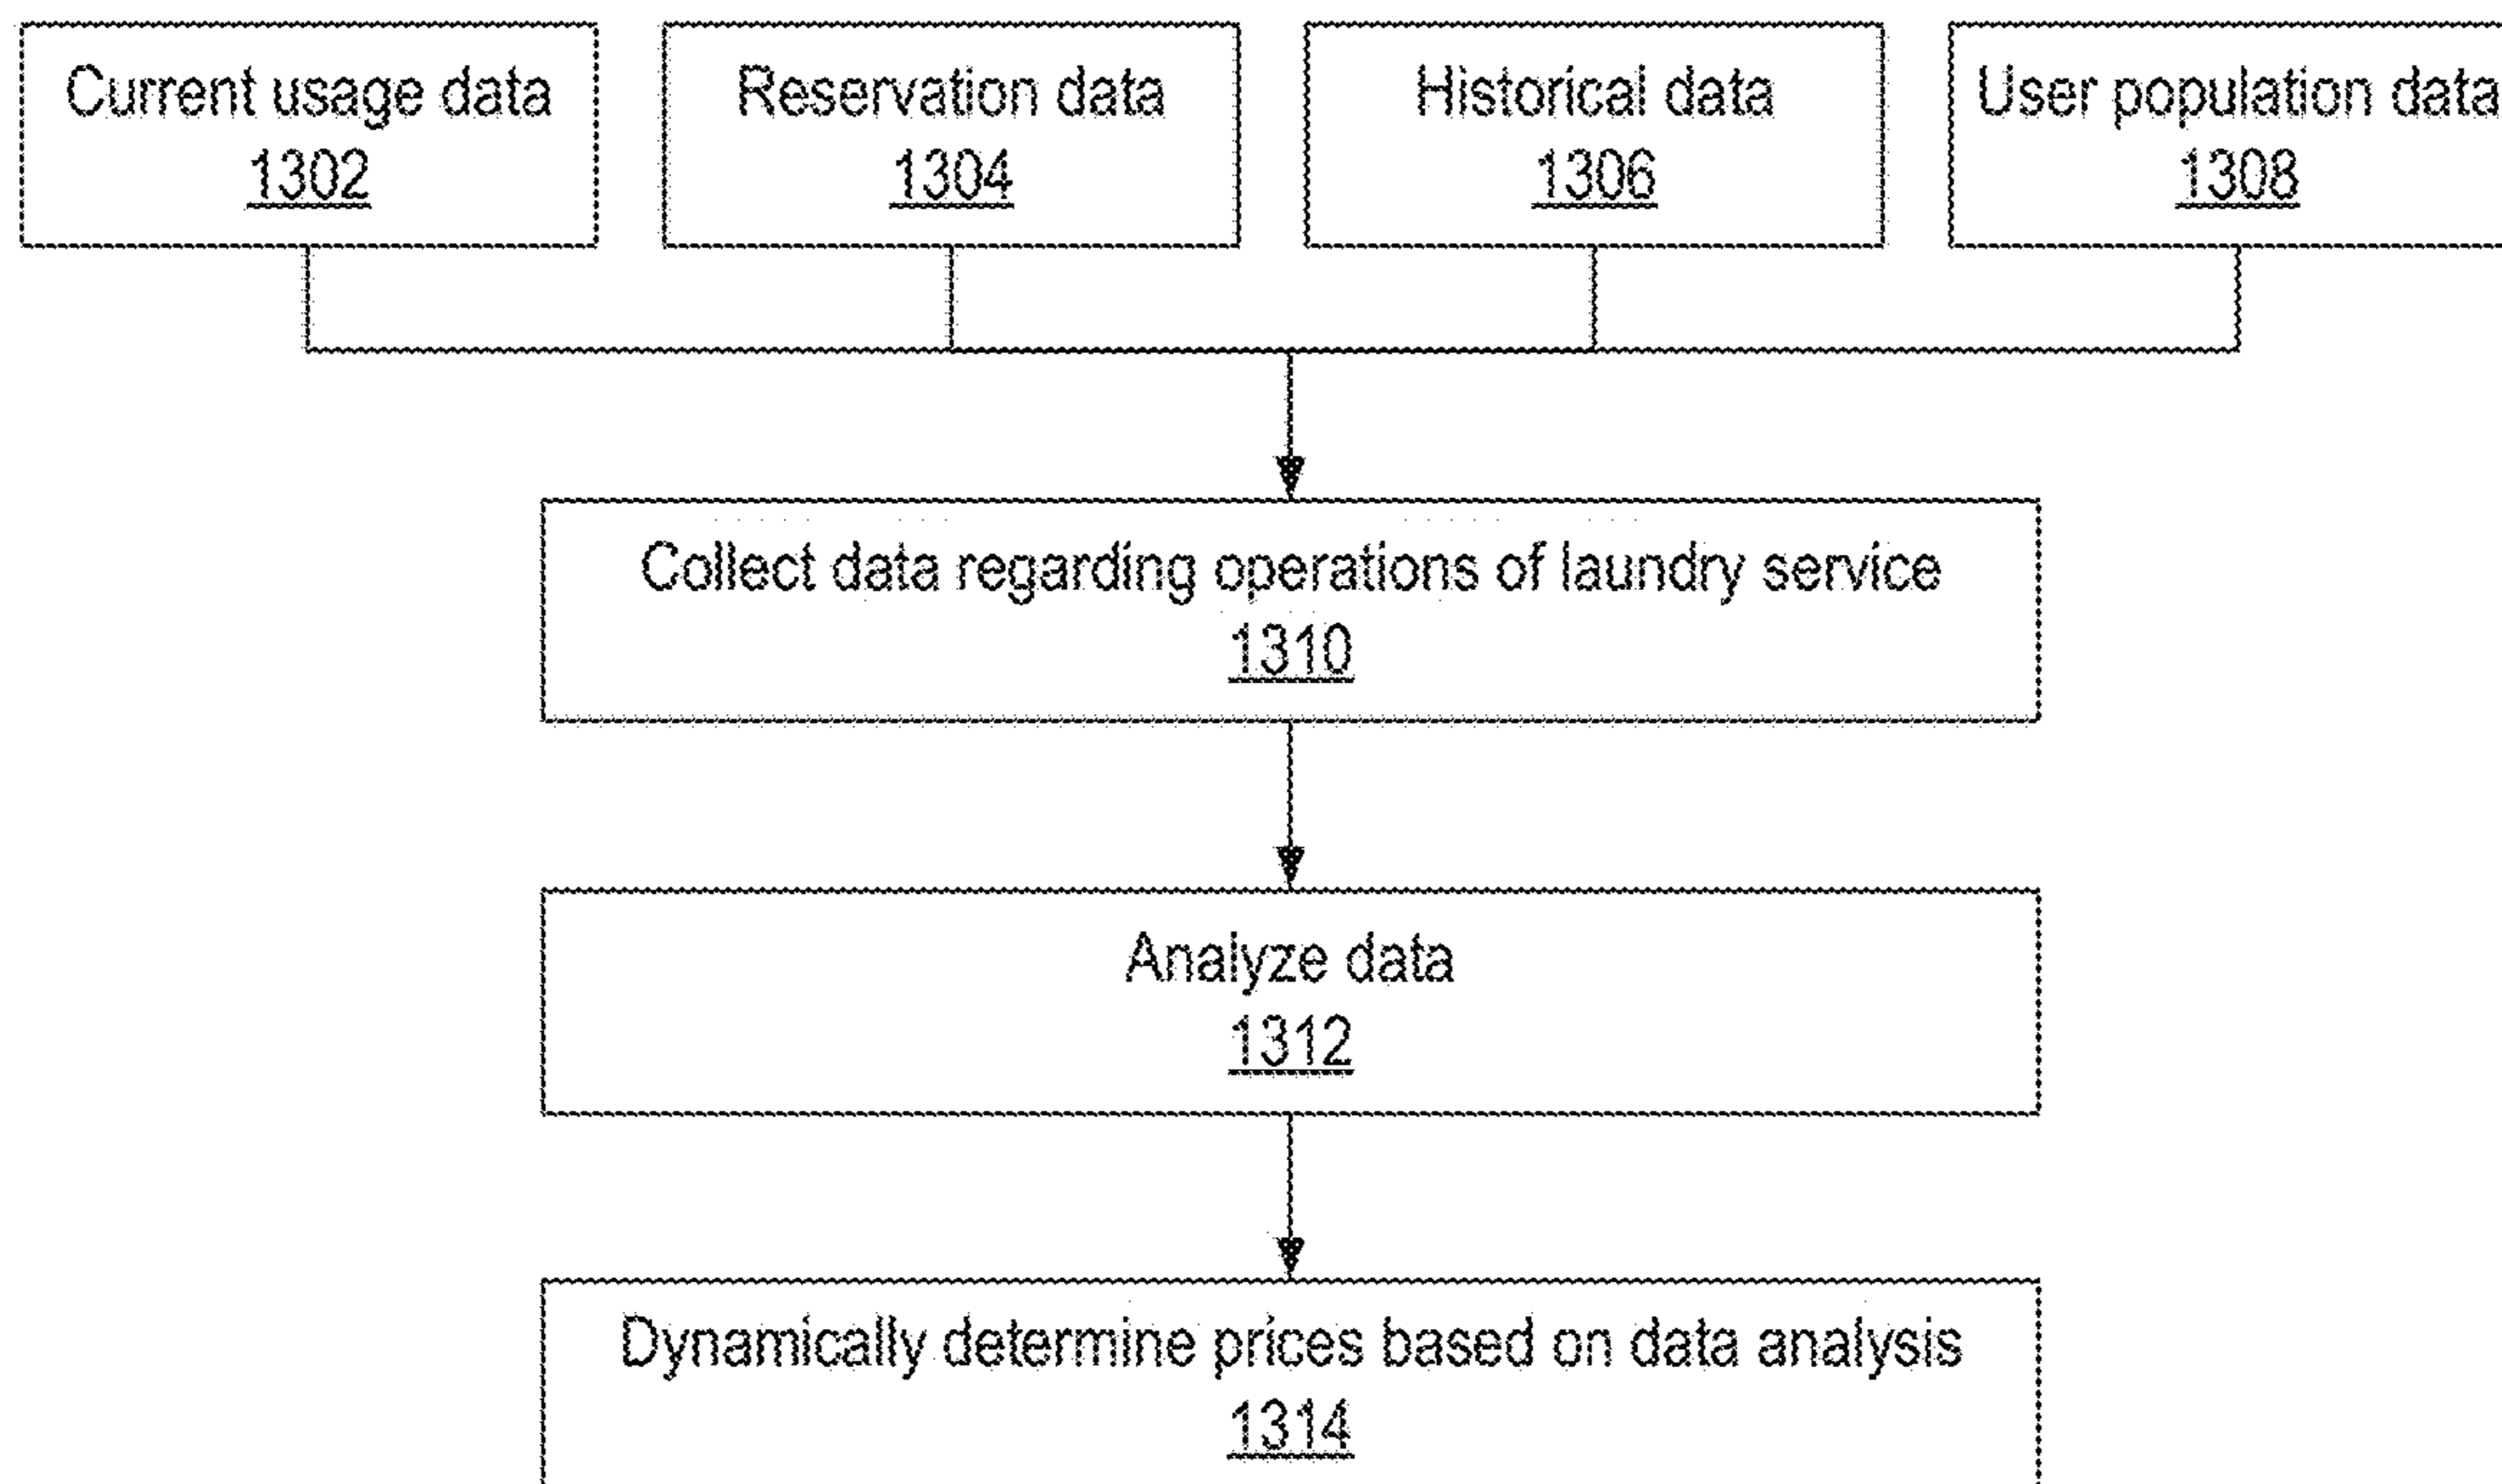 Current usage data
1302
Reservation data
1304
Historical data
1306
User population data
1308
Collect data regarding operations of laundry service
1310
Analyze data
1312
Dynamically determine prices based on data analysis
1314